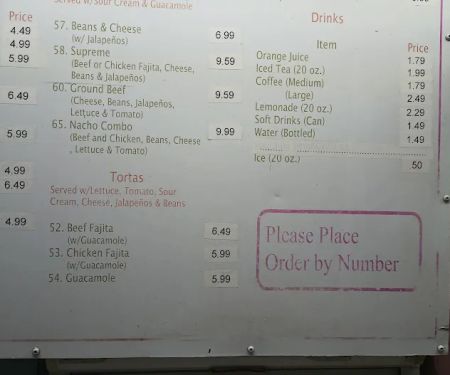 Served w/Sour Cream & Guacamole
Price
4.49
4.99
5.99
6.49
5.99
4.99
6.49
4.99
57. Beans & Cheese 6.99
(w/ Jalapeños)
58. Supreme 9.59
(Beef or Chicken Fajita, Cheese,
Beans & Jalapeños)
60. Ground Beef 9.59
(Cheese, Beans, Jalapeños,
Lettuce & Tomato)
65. Nacho Combo 9.99
(Beef and Chicken, Beans, Cheese
, Lettuce & Tomato)
Tortas
Served w/Lettuce, Tomato, Sour
Cream, Cheese, Jalapeños & Beans
52. Beef Fajita 6.49
(w/Guacamole)
53. Chicken Fajita 5.99
(w/Guacamole)
54. Guacamole 5.99
Drinks
Item Price
Orange Juice 1.79
Iced Tea (20 oz.) 1.99
Coffee (Medium) 1.79
(Large) 2.49
Lemonade (20 oz.) 2.29
Soft Drinks (Can) 1.49
Water (Bottled) 1.49
Ice (20 oz.) .50
Please Place
Order by Number